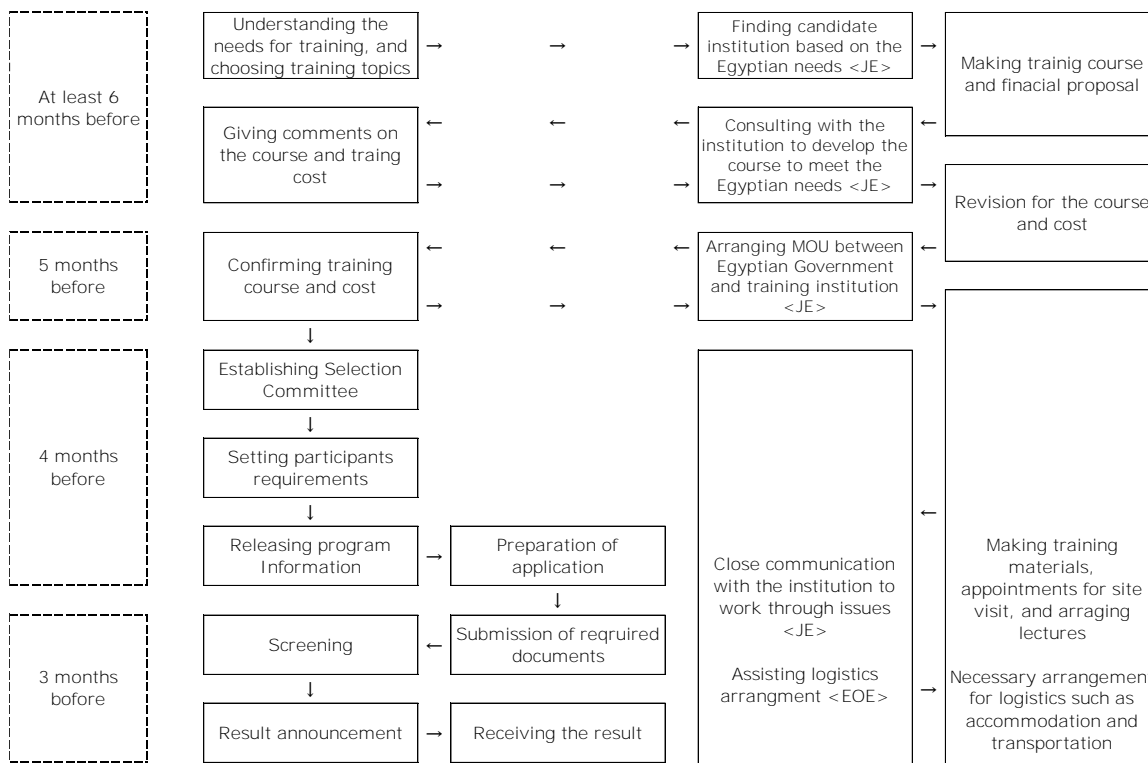 At least 6
months before
Understanding the
needs for training, and
choosing training topics
→ → →
Finding candidate
institution based on the
Egyptian needs <JE>
→
Making trainig course
and finacial proposal
Giving comments on
the course and traing
cost
← ← ←
→ → →
Consulting with the
institution to develop the
course to meet the
Egyptian needs <JE>
←
→
Revision for the course
and cost
5 months
before
Confirming training
course and cost
← ← ←
→ → →
Arranging MOU between
Egyptian Government
and training institution
<JE>
←
→
↓
4 months
before
Establishing Selection
Committee
↓
Setting participants
requirements
↓
Releasing program
Information
→
Preparation of
application
↓
3 months
bofore
Screening
←
Submission of reqruired
documents
↓
Result announcement
→
Receiving the result
Close communication
with the institution to
work through issues
<JE>
Assisting logistics
arrangment <EOE>
←
→
Making training
materials,
appointments for site
visit, and arraging
lectures
Necessary arrangemen
for logistics such as
accommodation and
transportation